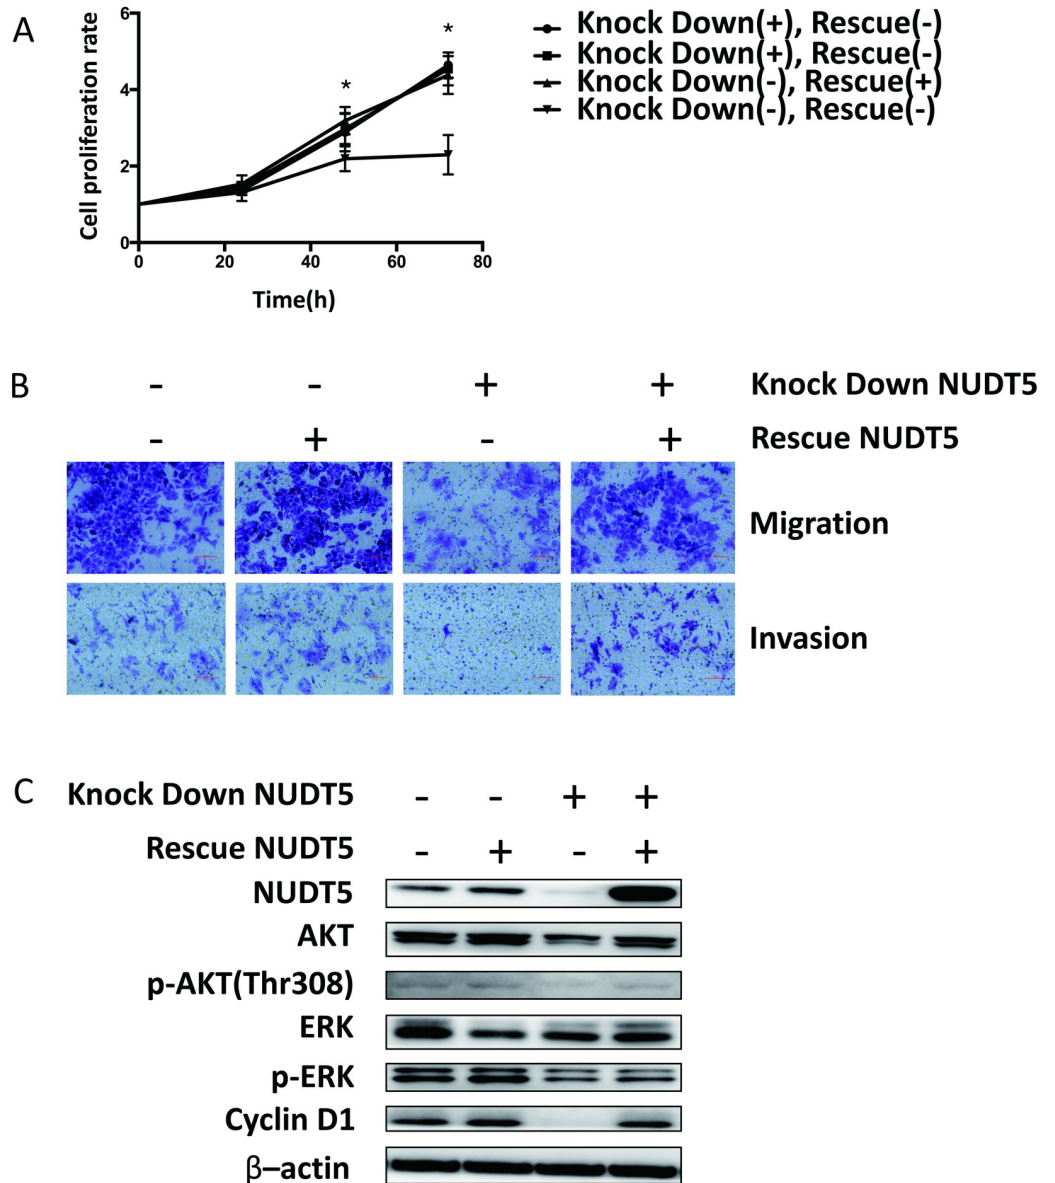 A
Cell proliferation rate
6
4
2
0
0 20 40 60 80
Time(h)
* *
Knock Down(+), Rescue(-)
Knock Down(+), Rescue(-)
Knock Down(-), Rescue(+)
Knock Down(-), Rescue(-)
B
- - + + Knock Down NUDT5
- + - + Rescue NUDT5
Migration
Invasion
C
Knock Down NUDT5 - - + +
Rescue NUDT5 - + - +
NUDT5
AKT
p-AKT(Thr308)
ERK
p-ERK
Cyclin D1
β–actin